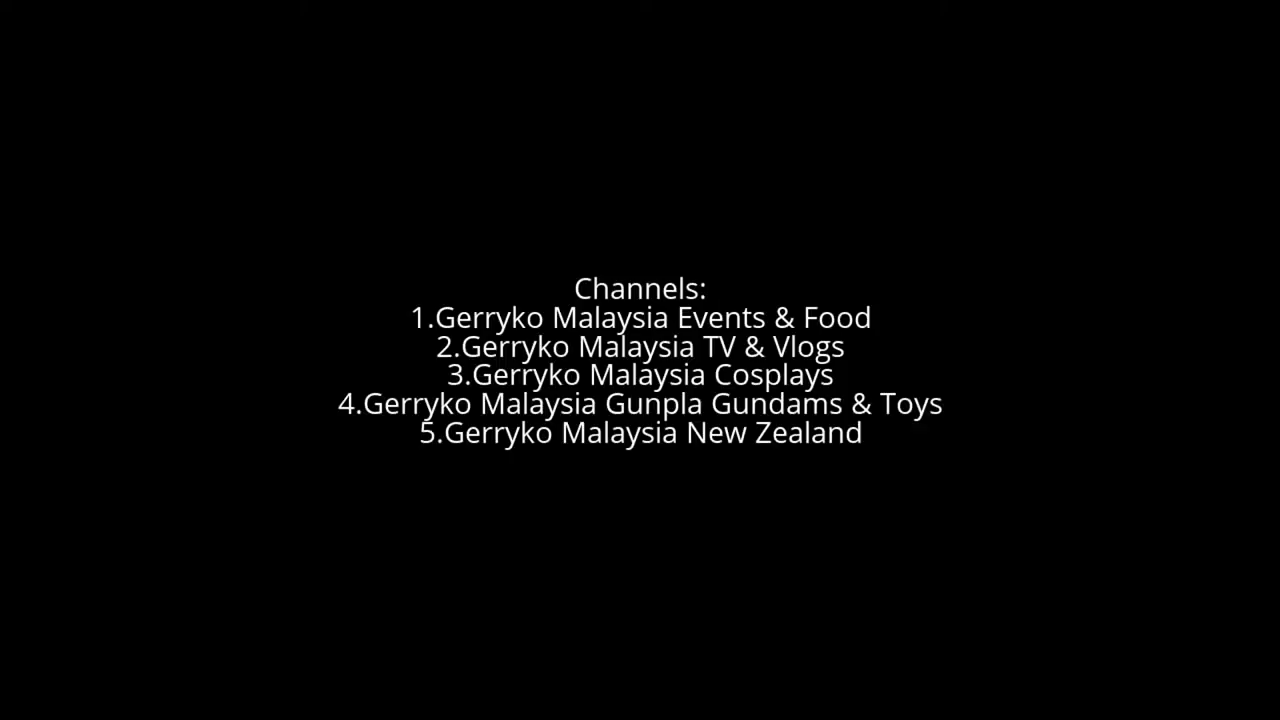 Channels:
1.Gerryko Malaysia Events & Food
2.Gerryko Malaysia TV & Vlogs
3.Gerryko Malaysia Cosplays
4.Gerryko Malaysia Gunpla Gundams & Toys
5.Gerryko Malaysia New Zealand